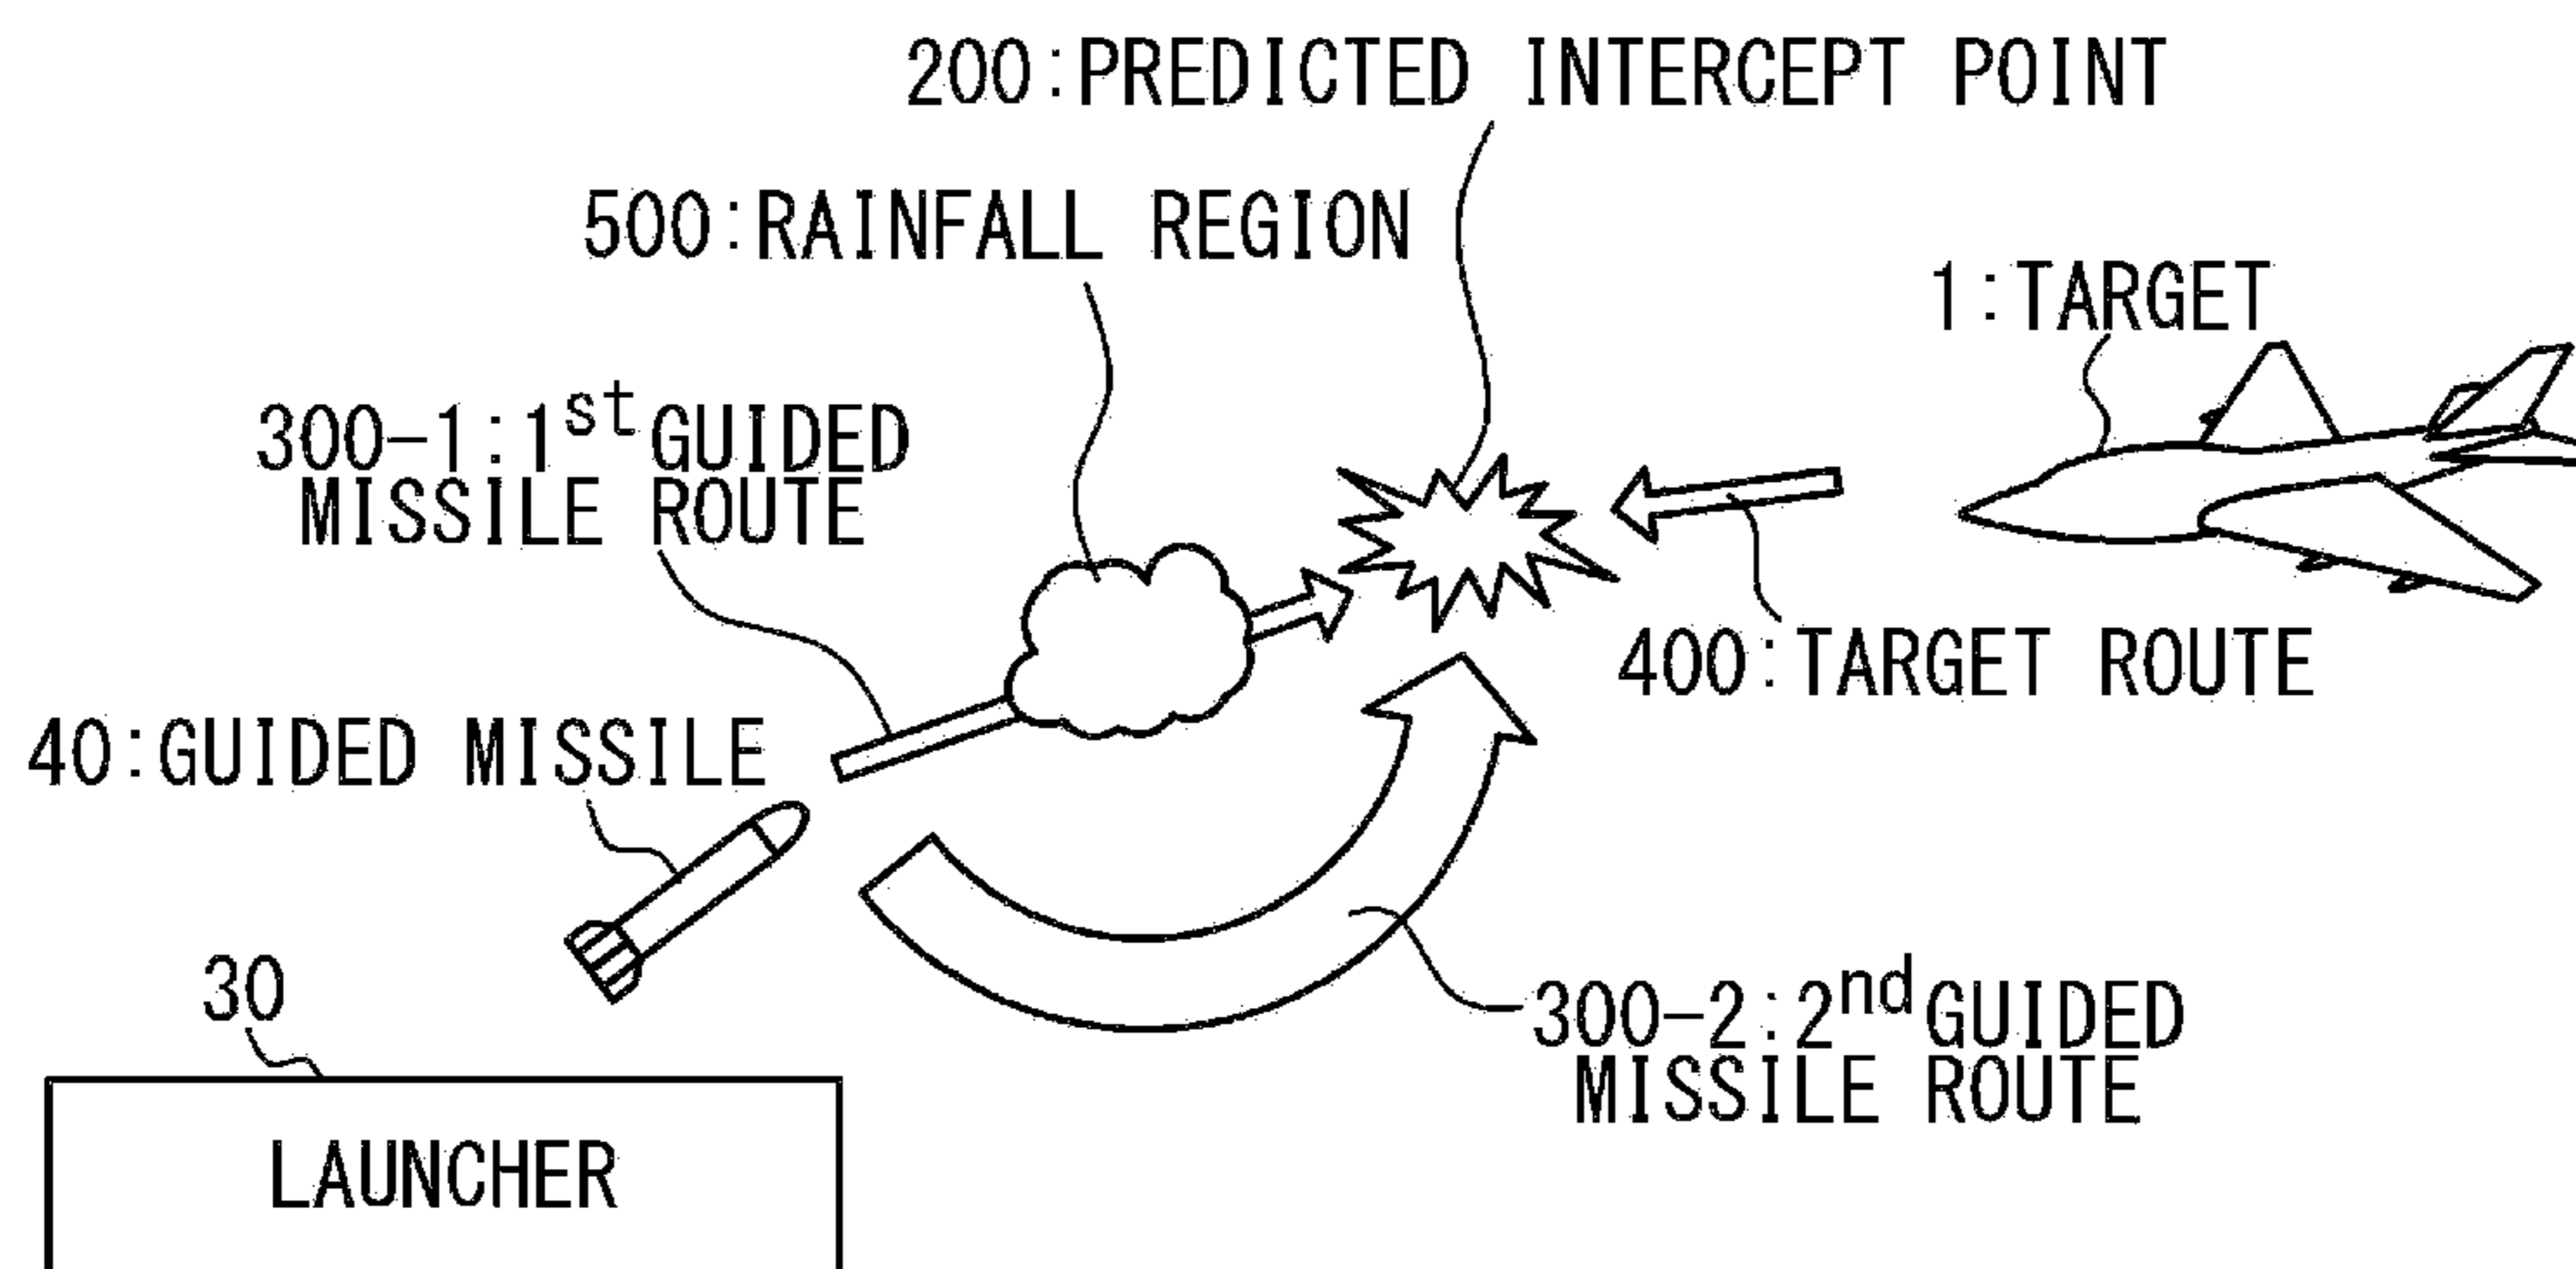 200:PREDICTED INTERCEPT POINT
500:RAINFALL REGION
1:TARGET
300-1:1st GUIDED
MISSILE ROUTE
400:TARGET ROUTE
40:GUIDED MISSILE
30
300-2:2nd GUIDED
MISSILE ROUTE
LAUNCHER